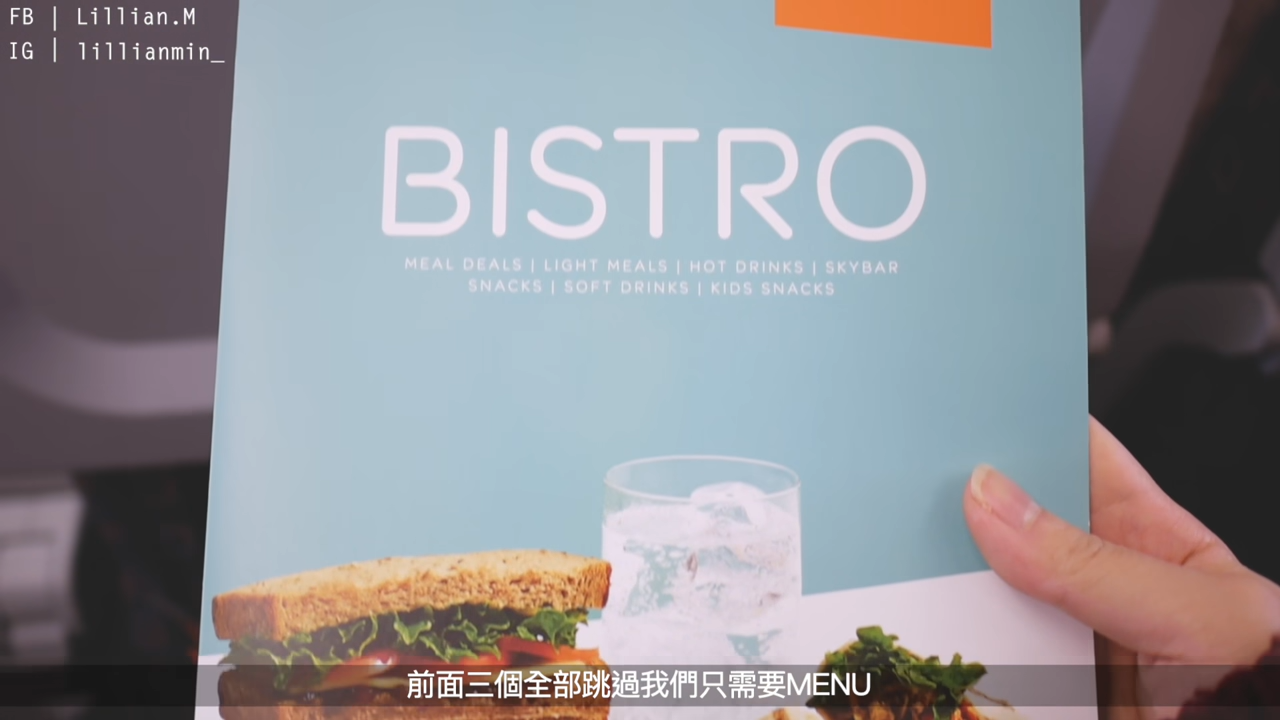 FB | Lillian.M
IG | lillianmin_
BISTRO
MEAL DEALS | LIGHT MEALS | HOT DRINKS | SKYBAR
SNACKS | SOFT DRINKS | KIDS SNACKS
前面三個全部跳過我們只需要MENU